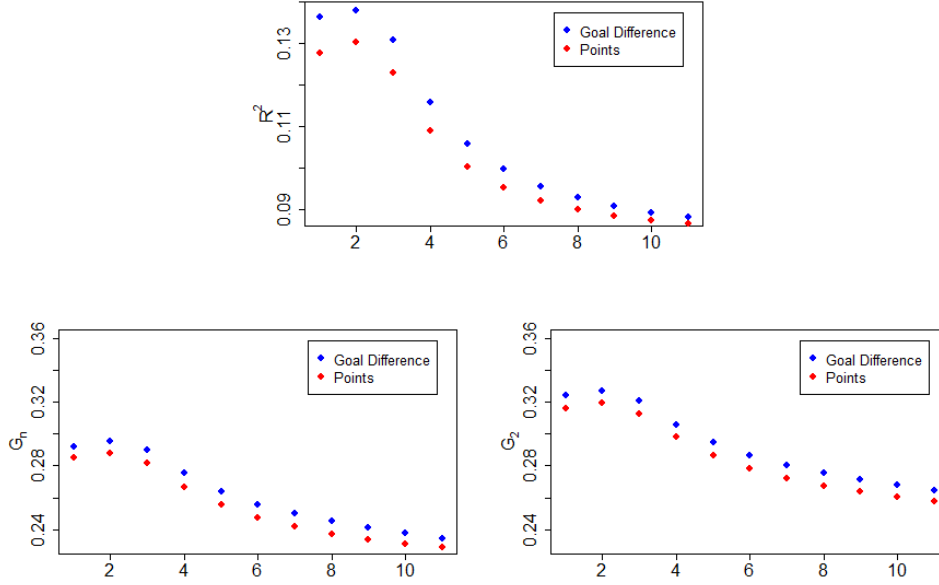 R²
0.09 0.11 0.13
Goal Difference
Points
2 4 6 8 10
Gn
0.24 0.28 0.32 0.36
Goal Difference
Points
2 4 6 8 10
G2
0.24 0.28 0.32 0.36
Goal Difference
Points
2 4 6 8 10